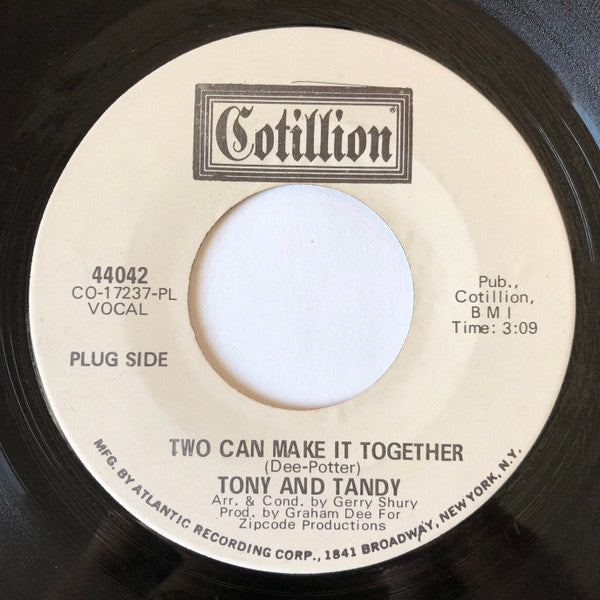 Cotillion
44042
CO-17237-PL
VOCAL
PLUG SIDE
Pub.,
Cotillion,
B M I
Time: 3:09
TWO CAN MAKE IT TOGETHER
(Dee-Potter)
TONY AND TANDY
Arr. & Cond. by Gerry Shury
Prod. by Graham Dee For
Zipcode Productions
MFG. BY ATLANTIC RECORDING CORP., 1841 BROADWAY, NEW YORK, N.Y.